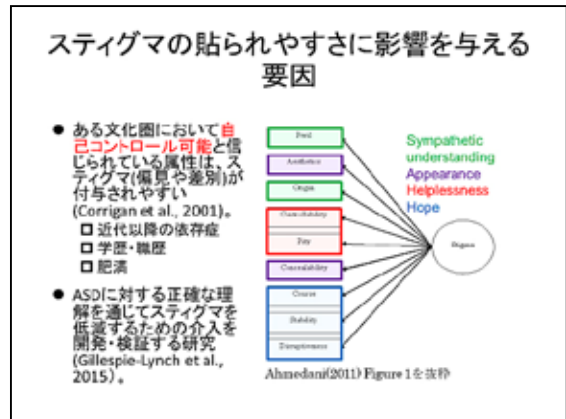 スティグマの貼られやすさに影響を与える
要因
● ある文化圏において自
己コントロール可能と信
じられている属性は、ス
ティグマ(偏見や差別)が
付与されやすい
(Corrigan et al., 2001)。
□ 近代以降の依存症
□ 学歴・職歴
□ 肥満
● ASDに対する正確な理
解を通じてスティグマを
低減するための介入を
開発・検証する研究
(Gillespie-Lynch et al.,
2015)。
Peril
Aesthetics
Origin
Controllability
Pity
Concealability
Course
Stability
Disruptiveness
Stigma
Sympathetic
understanding
Appearance
Helplessness
Hope
Ahmedani(2011) Figure 1を抜粋